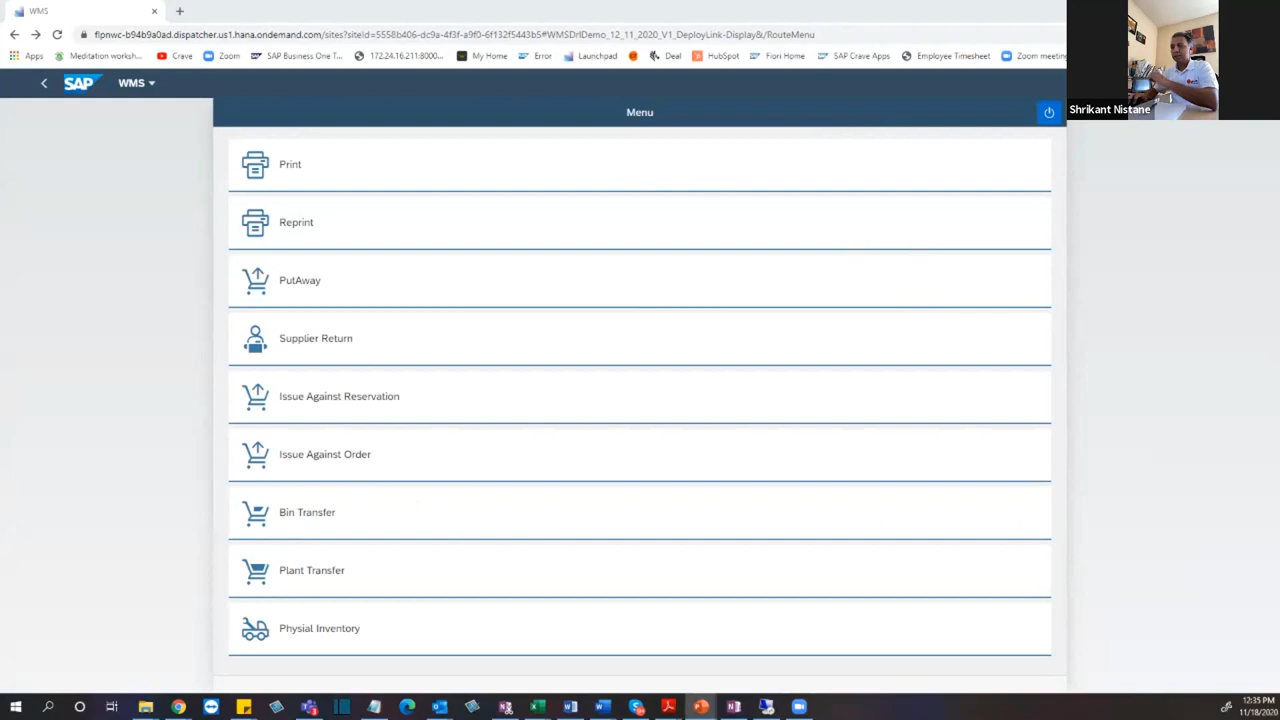 WMS
flpnwc-b94b9a0ad.dispatcher.us1.hana.ondemand.com/sites?siteId=5558b406-dc9a-4f3f-a9f0-6f132f5443b5#WMSDrlDemo_12_11_2020_V1_DeployLink-Display&/RouteMenu
Apps Meditation worksh... Crave Zoom SAP Business One T... 172.24.16.211:8000... My Home Error Launchpad Deal HubSpot Fiori Home SAP Crave Apps Employee Timesheet Zoom meeting
SAP WMS
Shrikant Nistane
Menu
Print
Reprint
PutAway
Supplier Return
Issue Against Reservation
Issue Against Order
Bin Transfer
Plant Transfer
Physial Inventory
12:35 PM
11/18/2020